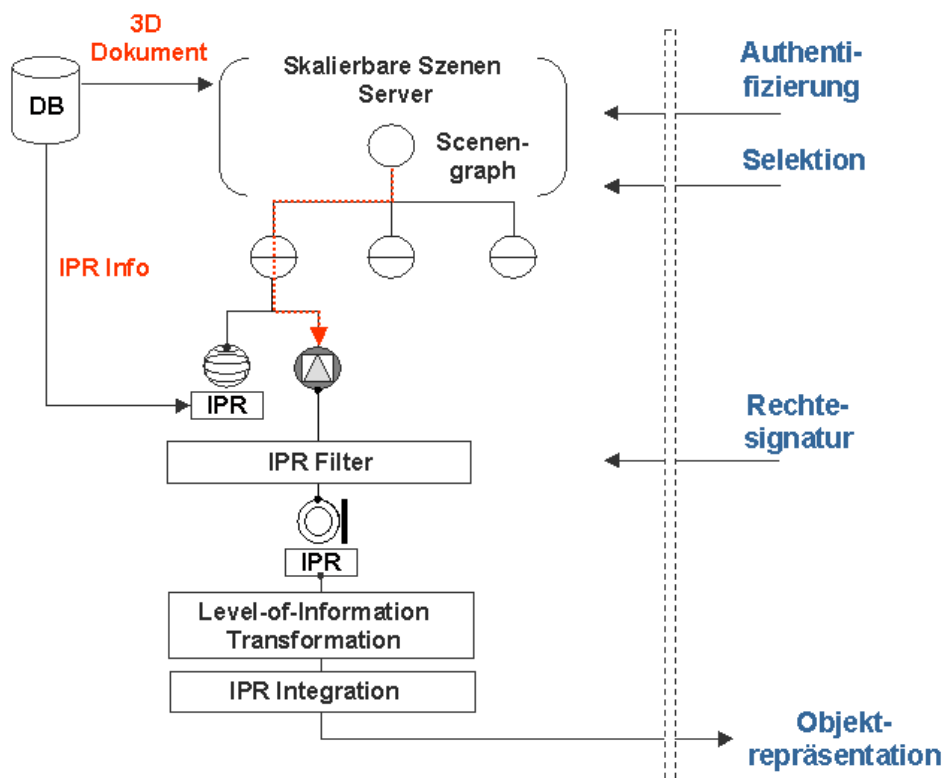 3D
Dokument
DB
Skalierbare Szenen
Server
Scenen-
graph
Authenti-
fizierung
Selektion
IPR Info
IPR
Rechte-
signatur
IPR Filter
IPR
Level-of-Information
Transformation
IPR Integration
Objekt-
repräsentation